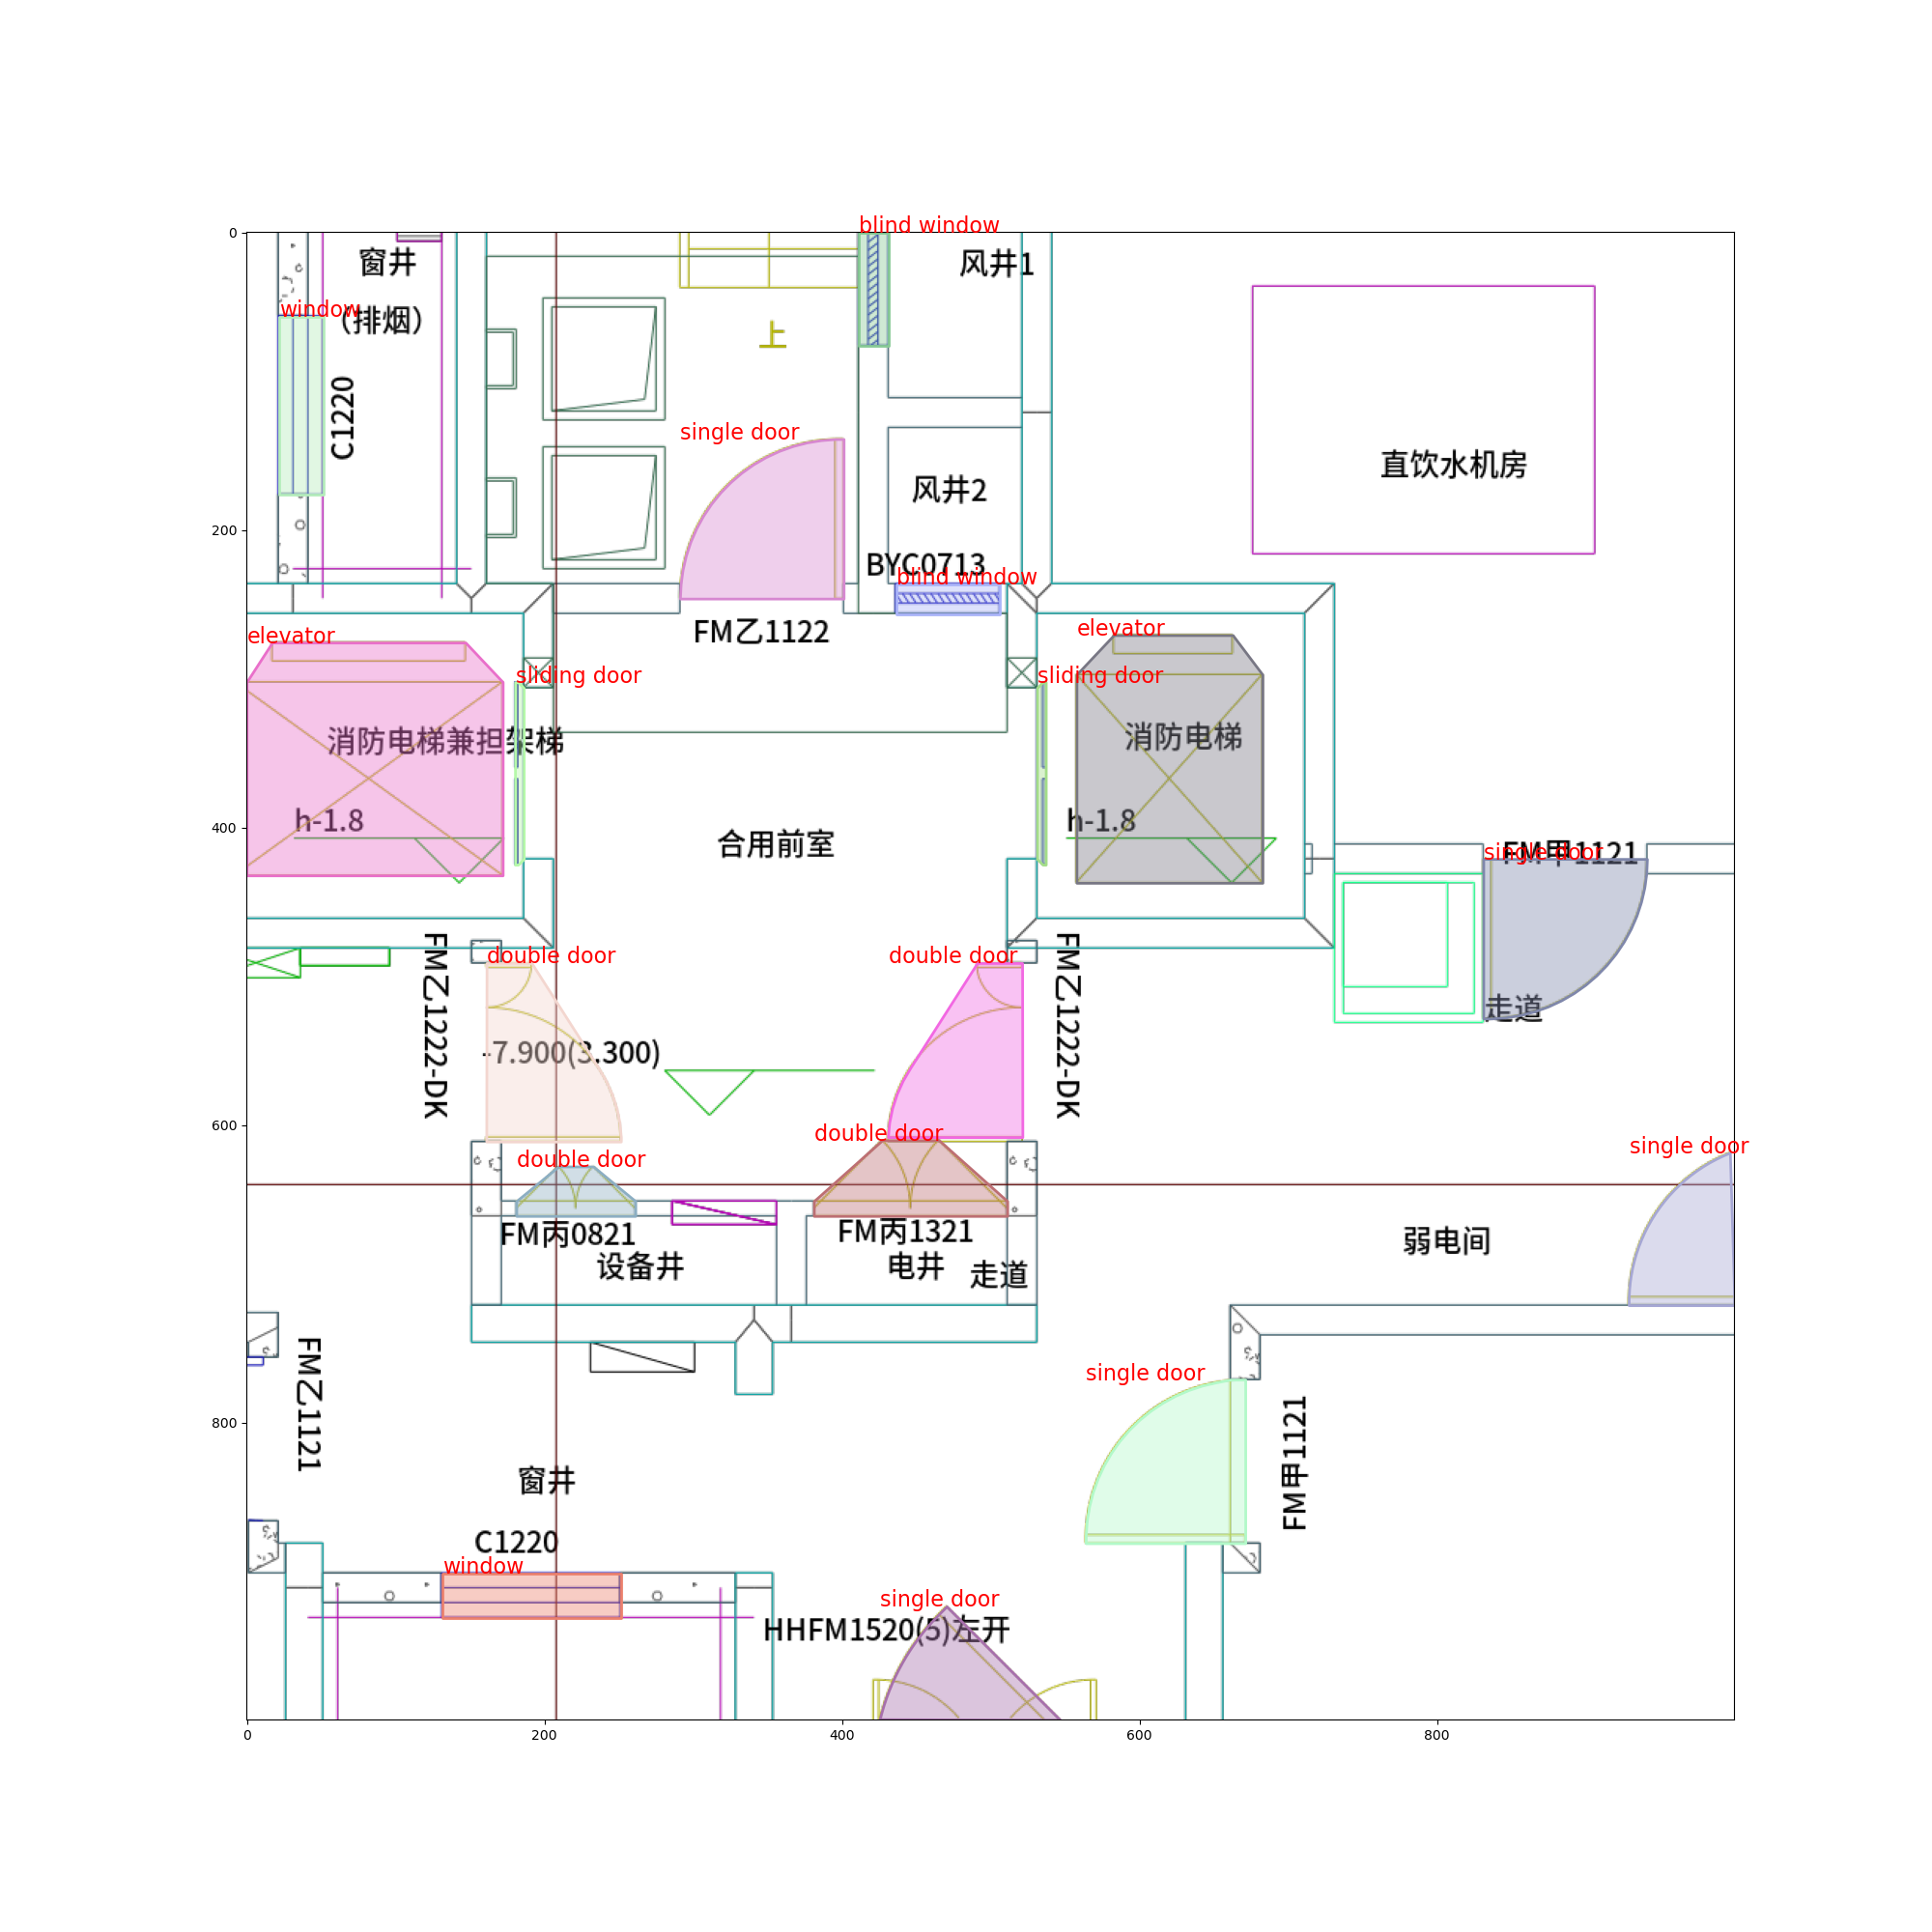 blind window
0
窗井
风井1
window
（排烟）
上
C1220
single door
直饮水机房
风井2
200
BYC0713
blind window
FM乙1122
elevator
elevator
sliding door
sliding door
消防电梯兼担架梯
消防电梯
h-1.8
h-1.8
400
合用前室
FM甲1121
single door
FM乙1222-DK
double door
double door
FM乙1222-DK
走道
-7.900(3.300)
600
double door
single door
double door
FM丙0821
FM丙1321
弱电间
设备井
电井
走道
FM乙1121
single door
800
FM甲1121
窗井
C1220
window
single door
HHFM1520(5)左开
0
200
400
600
800